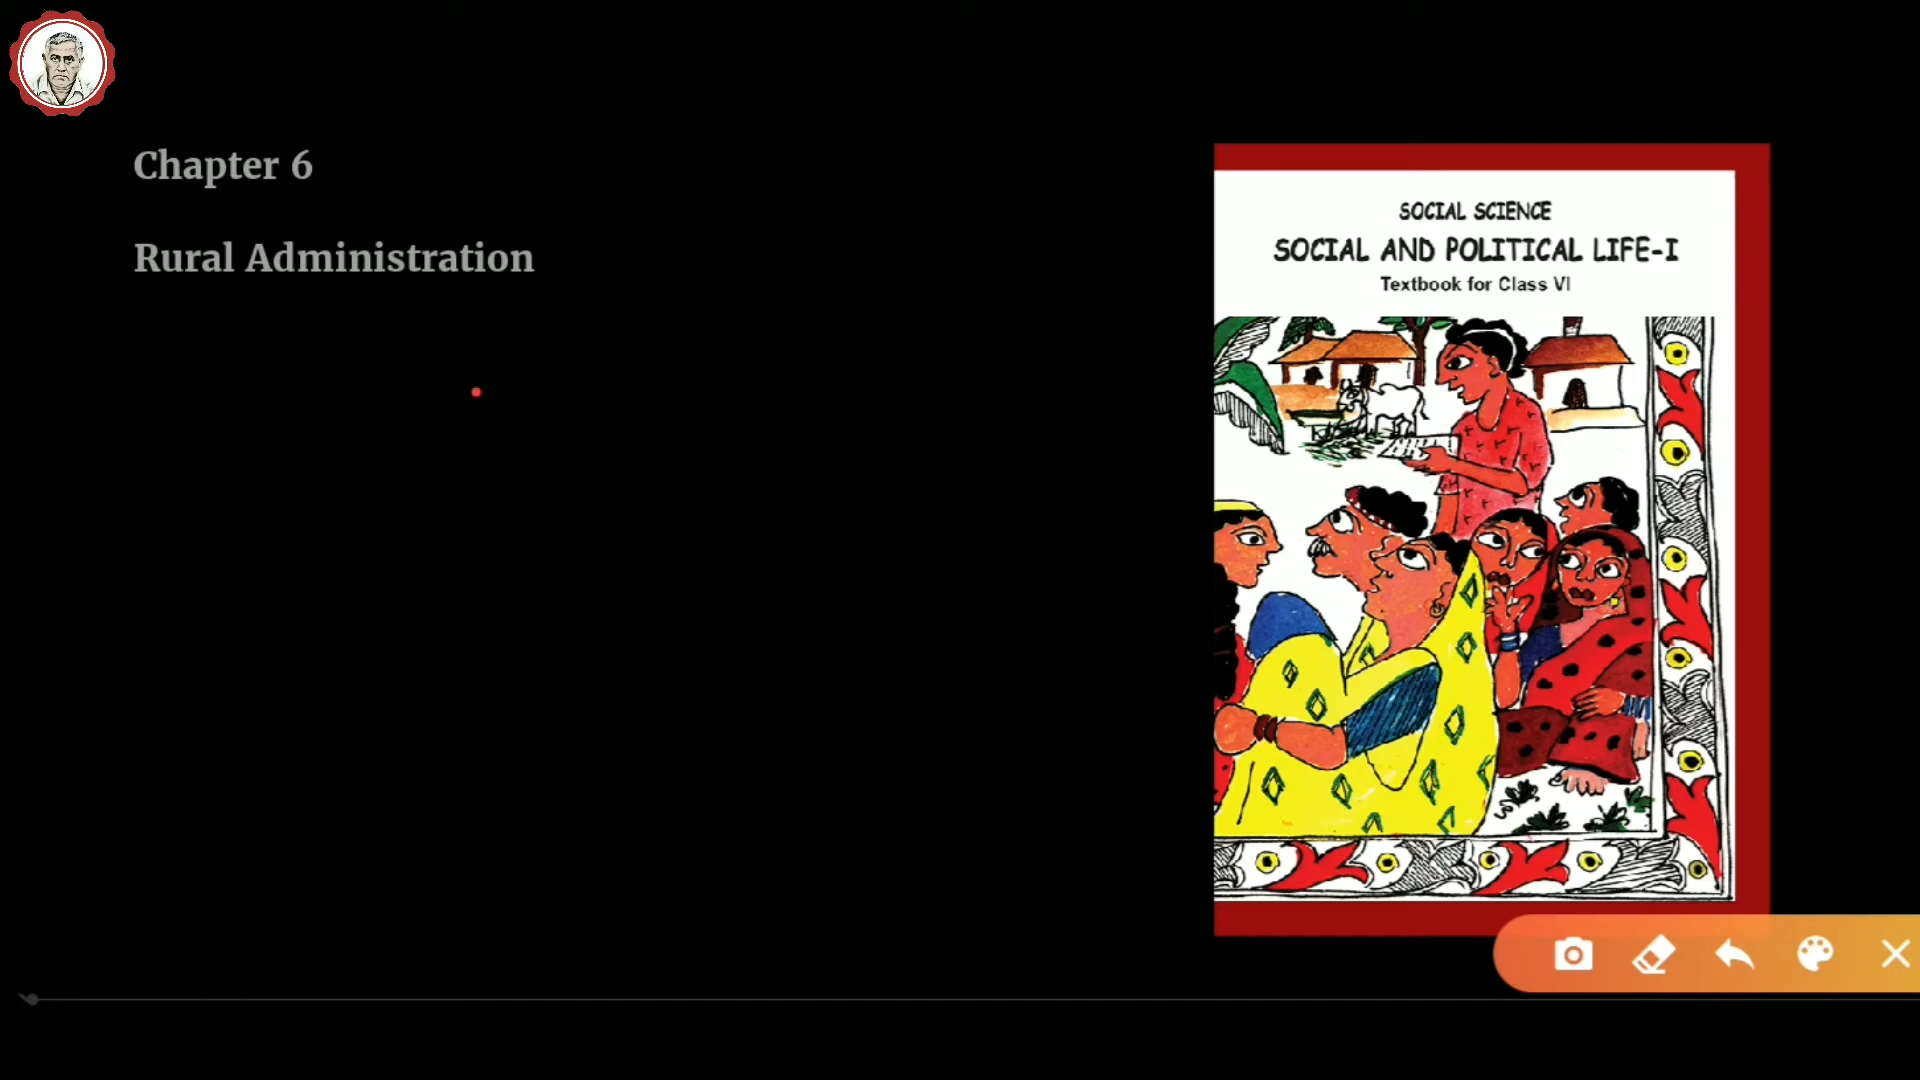 Chapter 6
Rural Administration
SOCIAL SCIENCE
SOCIAL AND POLITICAL LIFE-I
Textbook for Class VI